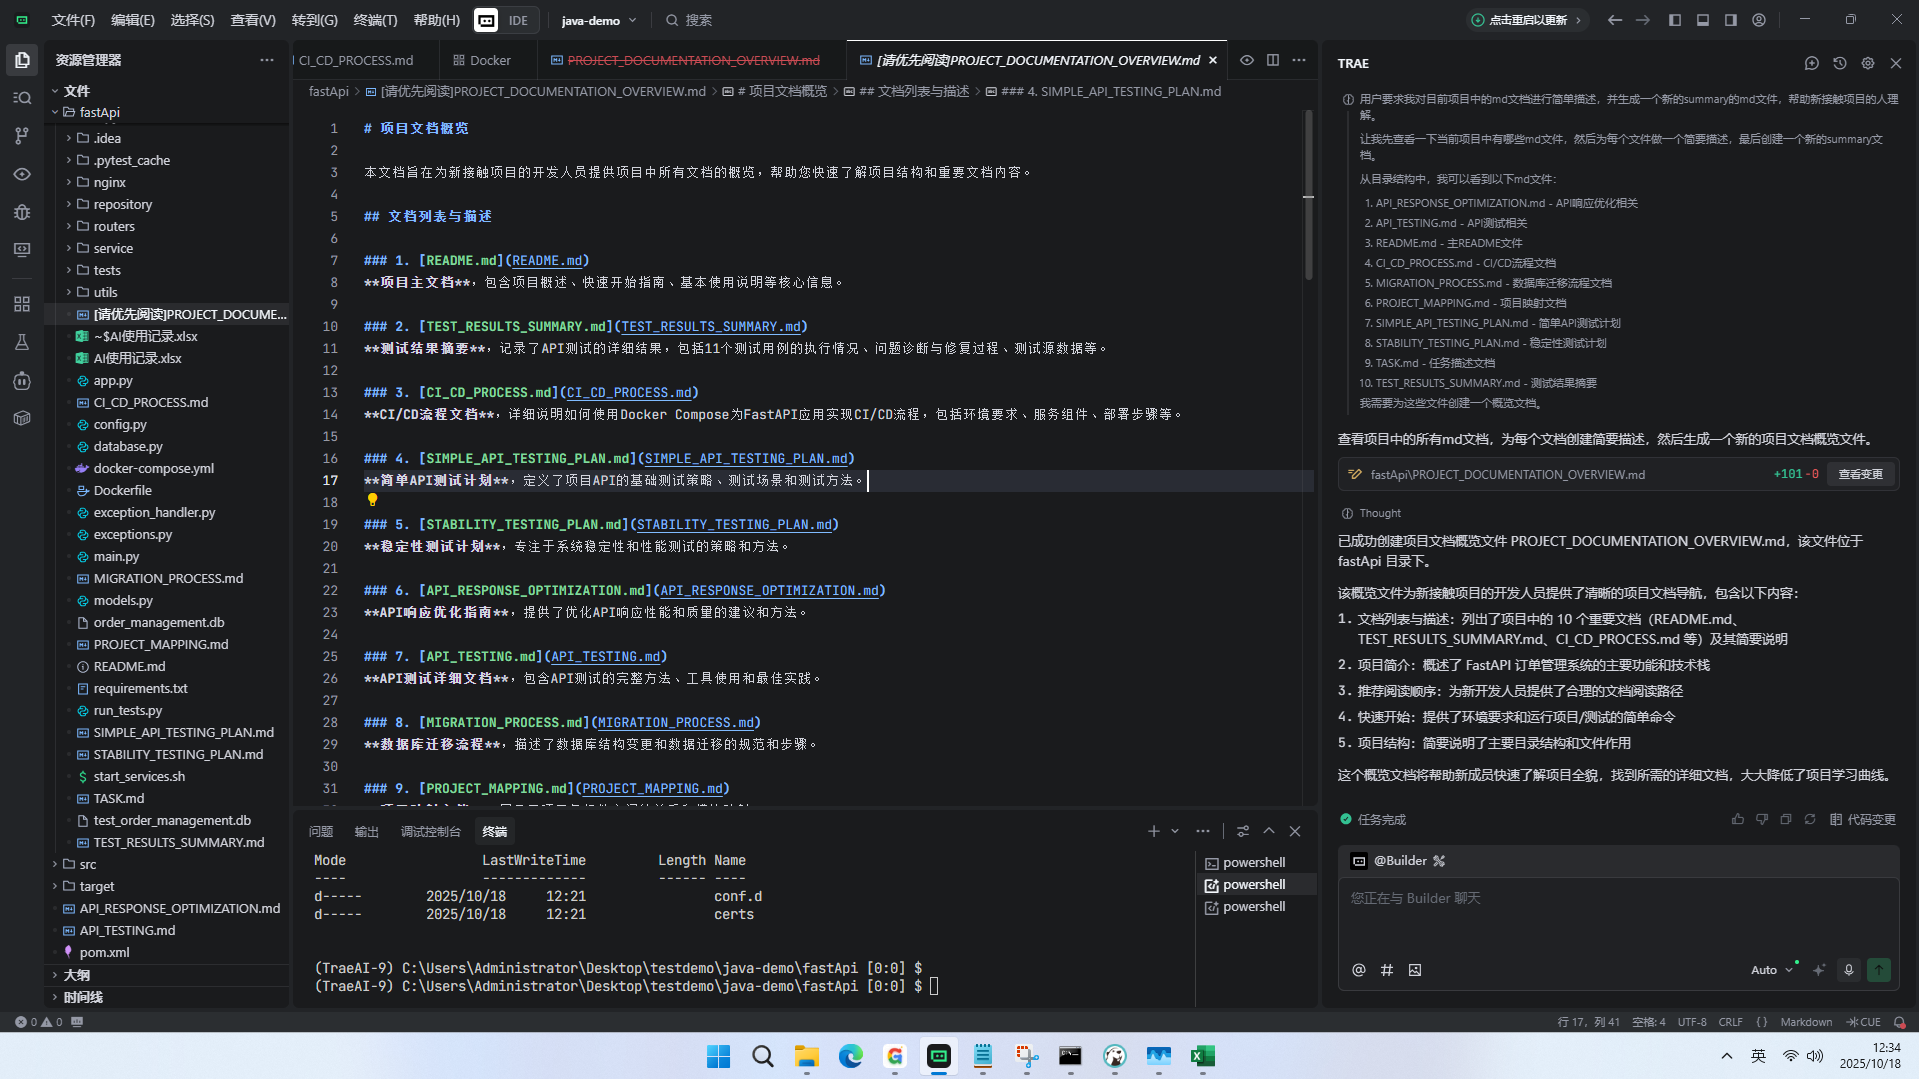 文件(F) 编辑(E) 选择(S) 查看(V) 转到(G) 终端(T) 帮助(H) IDE java-demo 搜索 点击重启以更新
资源管理器
文件
fastApi
.idea
.pytest_cache
nginx
repository
routers
service
tests
utils
[请优先阅读]PROJECT_DOCUME...
~$AI使用记录.xlsx
AI使用记录.xlsx
app.py
CI_CD_PROCESS.md
config.py
database.py
docker-compose.yml
Dockerfile
exception_handler.py
exceptions.py
main.py
MIGRATION_PROCESS.md
models.py
order_management.db
PROJECT_MAPPING.md
README.md
requirements.txt
run_tests.py
SIMPLE_API_TESTING_PLAN.md
STABILITY_TESTING_PLAN.md
start_services.sh
TASK.md
test_order_management.db
TEST_RESULTS_SUMMARY.md
src
target
API_RESPONSE_OPTIMIZATION.md
API_TESTING.md
pom.xml
大纲
时间线
CI_CD_PROCESS.md Docker PROJECT_DOCUMENTATION_OVERVIEW.md [请优先阅读]PROJECT_DOCUMENTATION_OVERVIEW.md
fastApi > [请优先阅读]PROJECT_DOCUMENTATION_OVERVIEW.md > # 项目文档概览 > ## 文档列表与描述 > ### 4. SIMPLE_API_TESTING_PLAN.md
1 # 项目文档概览
2
3 本文档旨在为新接触项目的开发人员提供项目中所有文档的概览，帮助您快速了解项目结构和重要文档内容。
4
5 ## 文档列表与描述
6
7 ### 1. [README.md](README.md)
8 **项目主文档**，包含项目概述、快速开始指南、基本使用说明等核心信息。
9
10 ### 2. [TEST_RESULTS_SUMMARY.md](TEST_RESULTS_SUMMARY.md)
11 **测试结果摘要**，记录了API测试的详细结果，包括11个测试用例的执行情况、问题诊断与修复过程、测试源数据等。
12
13 ### 3. [CI_CD_PROCESS.md](CI_CD_PROCESS.md)
14 **CI/CD流程文档**，详细说明如何使用Docker Compose为FastAPI应用实现CI/CD流程，包括环境要求、服务组件、部署步骤等。
15
16 ### 4. [SIMPLE_API_TESTING_PLAN.md](SIMPLE_API_TESTING_PLAN.md)
17 **简单API测试计划**，定义了项目API的基础测试策略、测试场景和测试方法。
18
19 ### 5. [STABILITY_TESTING_PLAN.md](STABILITY_TESTING_PLAN.md)
20 **稳定性测试计划**，专注于系统稳定性和性能测试的策略和方法。
21
22 ### 6. [API_RESPONSE_OPTIMIZATION.md](API_RESPONSE_OPTIMIZATION.md)
23 **API响应优化指南**，提供了优化API响应性能和质量的建议和方法。
24
25 ### 7. [API_TESTING.md](API_TESTING.md)
26 **API测试详细文档**，包含API测试的完整方法、工具使用和最佳实践。
27
28 ### 8. [MIGRATION_PROCESS.md](MIGRATION_PROCESS.md)
29 **数据库迁移流程**，描述了数据库结构变更和数据迁移的规范和步骤。
30
31 ### 9. [PROJECT_MAPPING.md](PROJECT_MAPPING.md)
问题 输出 调试控制台 终端
Mode LastWriteTime Length Name
---- ------------- ------ ----
d----- 2025/10/18 12:21 conf.d
d----- 2025/10/18 12:21 certs
(TraeAI-9) C:\Users\Administrator\Desktop\testdemo\java-demo\fastApi [0:0] $
(TraeAI-9) C:\Users\Administrator\Desktop\testdemo\java-demo\fastApi [0:0] $
powershell
powershell
powershell
TRAE
用户要求我对目前项目中的md文档进行简单描述，并生成一个新的summary的md文件，帮助新接触项目的人理
解。
让我先查看一下当前项目中有哪些md文件，然后为每个文件做一个简要描述，最后创建一个新的summary文
档。
从目录结构中，我可以看到以下md文件：
1. API_RESPONSE_OPTIMIZATION.md - API响应优化相关
2. API_TESTING.md - API测试相关
3. README.md - 主README文件
4. CI_CD_PROCESS.md - CI/CD流程文档
5. MIGRATION_PROCESS.md - 数据库迁移流程文档
6. PROJECT_MAPPING.md - 项目映射文档
7. SIMPLE_API_TESTING_PLAN.md - 简单API测试计划
8. STABILITY_TESTING_PLAN.md - 稳定性测试计划
9. TASK.md - 任务描述文档
10. TEST_RESULTS_SUMMARY.md - 测试结果摘要
我需要为这些文件创建一个概览文档。
查看项目中的所有md文档，为每个文档创建简要描述，然后生成一个新的项目文档概览文件。
fastApi\PROJECT_DOCUMENTATION_OVERVIEW.md +101 -0 查看变更
Thought
已成功创建项目文档概览文件 PROJECT_DOCUMENTATION_OVERVIEW.md，该文件位于
fastApi 目录下。
该概览文件为新接触项目的开发人员提供了清晰的项目文档导航，包含以下内容：
1. 文档列表与描述：列出了项目中的 10 个重要文档（README.md、
TEST_RESULTS_SUMMARY.md、CI_CD_PROCESS.md 等）及其简要说明
2. 项目简介：概述了 FastAPI 订单管理系统的主要功能和技术栈
3. 推荐阅读顺序：为新开发人员提供了合理的文档阅读路径
4. 快速开始：提供了环境要求和运行项目/测试的简单命令
5. 项目结构：简要说明了主要目录结构和文件作用
这个概览文档将帮助新成员快速了解项目全貌，找到所需的详细文档，大大降低了项目学习曲线。
任务完成 代码变更
@Builder
您正在与 Builder 聊天
Auto
0 0 行 17，列 41 空格: 4 UTF-8 CRLF {} Markdown CUE
英 12:34
2025/10/18